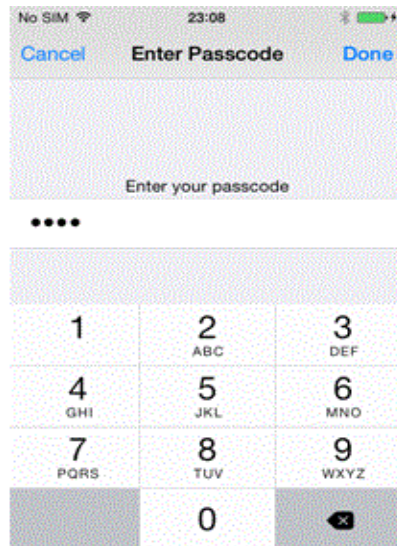 No SIM 23:08
Cancel Enter Passcode Done
Enter your passcode
••••
1 2 3
ABC DEF
4 5 6
GHI JKL MNO
7 8 9
PQRS TUV WXYZ
0